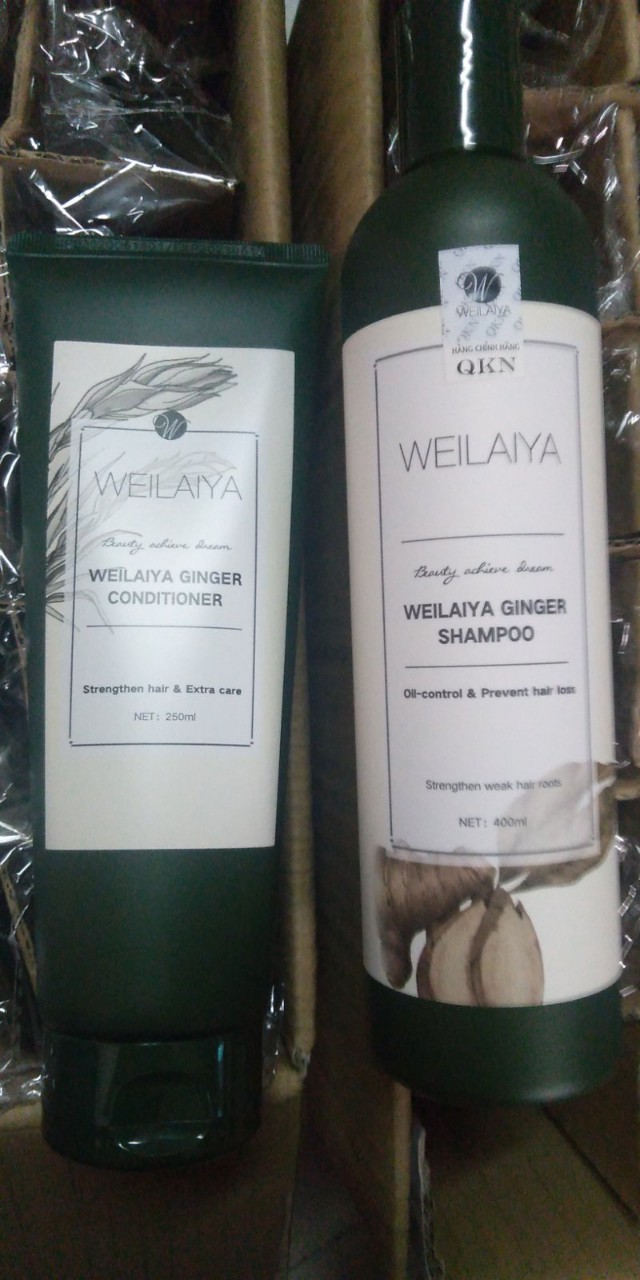 W
WEILAIYA
Beauty achieve dream
WEILAIYA GINGER
CONDITIONER
Strengthen hair & Extra care
NET: 250ml
W
WEILAIYA
HÀNG CHÍNH HÃNG
QKN
WEILAIYA
Beauty achieve dream
WEILAIYA GINGER
SHAMPOO
Oil-control & Prevent hair loss
Strengthen weak hair roots
NET: 400ml